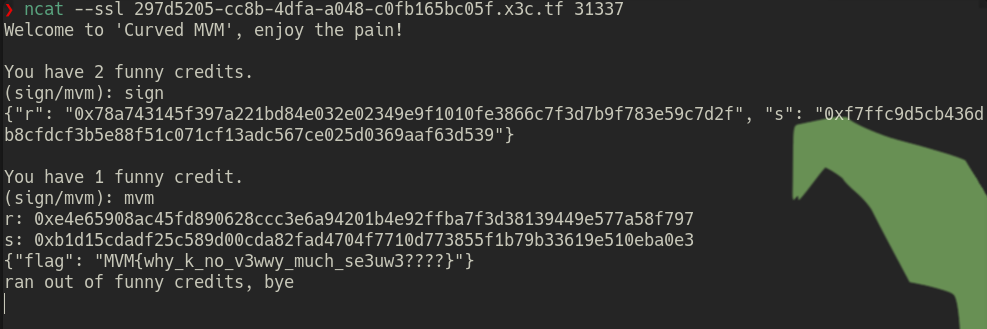 ❯ ncat --ssl 297d5205-cc8b-4dfa-a048-c0fb165bc05f.x3c.tf 31337
Welcome to 'Curved MVM', enjoy the pain!
You have 2 funny credits.
(sign/mvm): sign
{"r": "0x78a743145f397a221bd84e032e02349e9f1010fe3866c7f3d7b9f783e59c7d2f", "s": "0xf7ffc9d5cb436d
b8cfdcf3b5e88f51c071cf13adc567ce025d0369aaf63d539"}
You have 1 funny credit.
(sign/mvm): mvm
r: 0xe4e65908ac45fd890628ccc3e6a94201b4e92ffba7f3d38139449e577a58f797
s: 0xb1d15cdadf25c589d00cda82fad4704f7710d773855f1b79b33619e510eba0e3
{"flag": "MVM{why_k_no_v3wwy_much_se3uw3????}"}
ran out of funny credits, bye